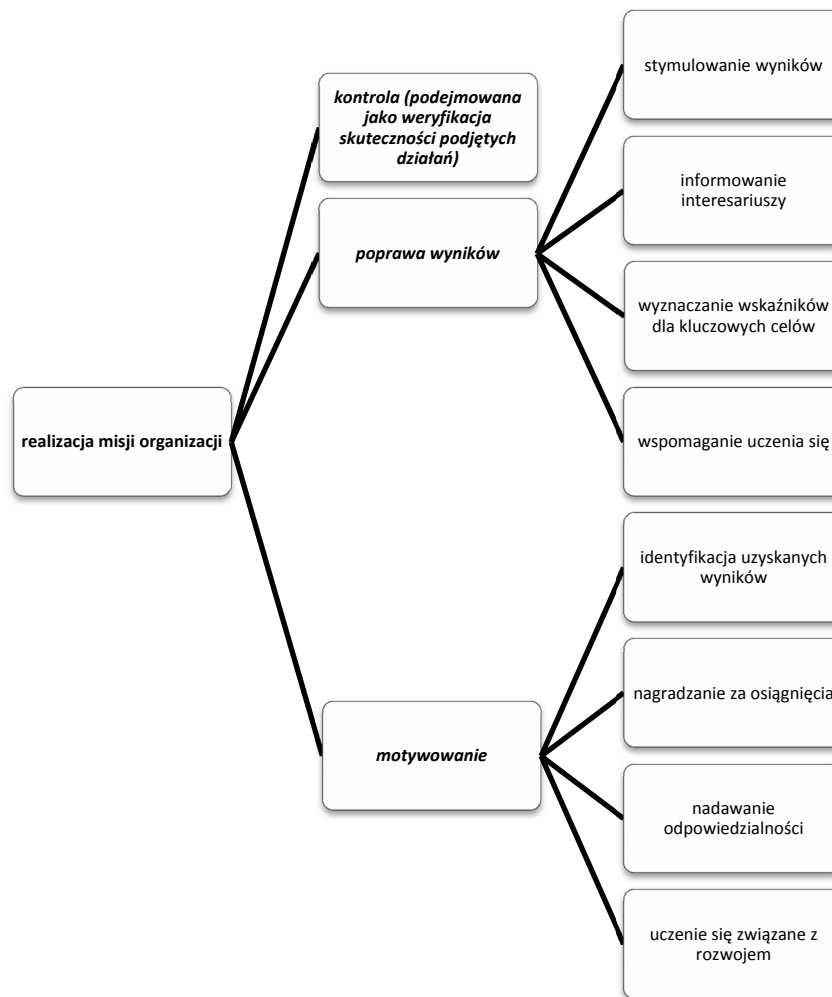 stymulowanie wyników
kontrola (podejmowana
jako weryfikacja
skuteczności podjętych
działań)
informowanie
interesariuszy
poprawa wyników
wyznaczanie wskaźników
dla kluczowych celów
realizacja misji organizacji
wspomaganie uczenia się
identyfikacja uzyskanych
wyników
nagradzanie za osiągnięcia
motywowanie
nadawanie
odpowiedzialności
uczenie się związane z
rozwojem